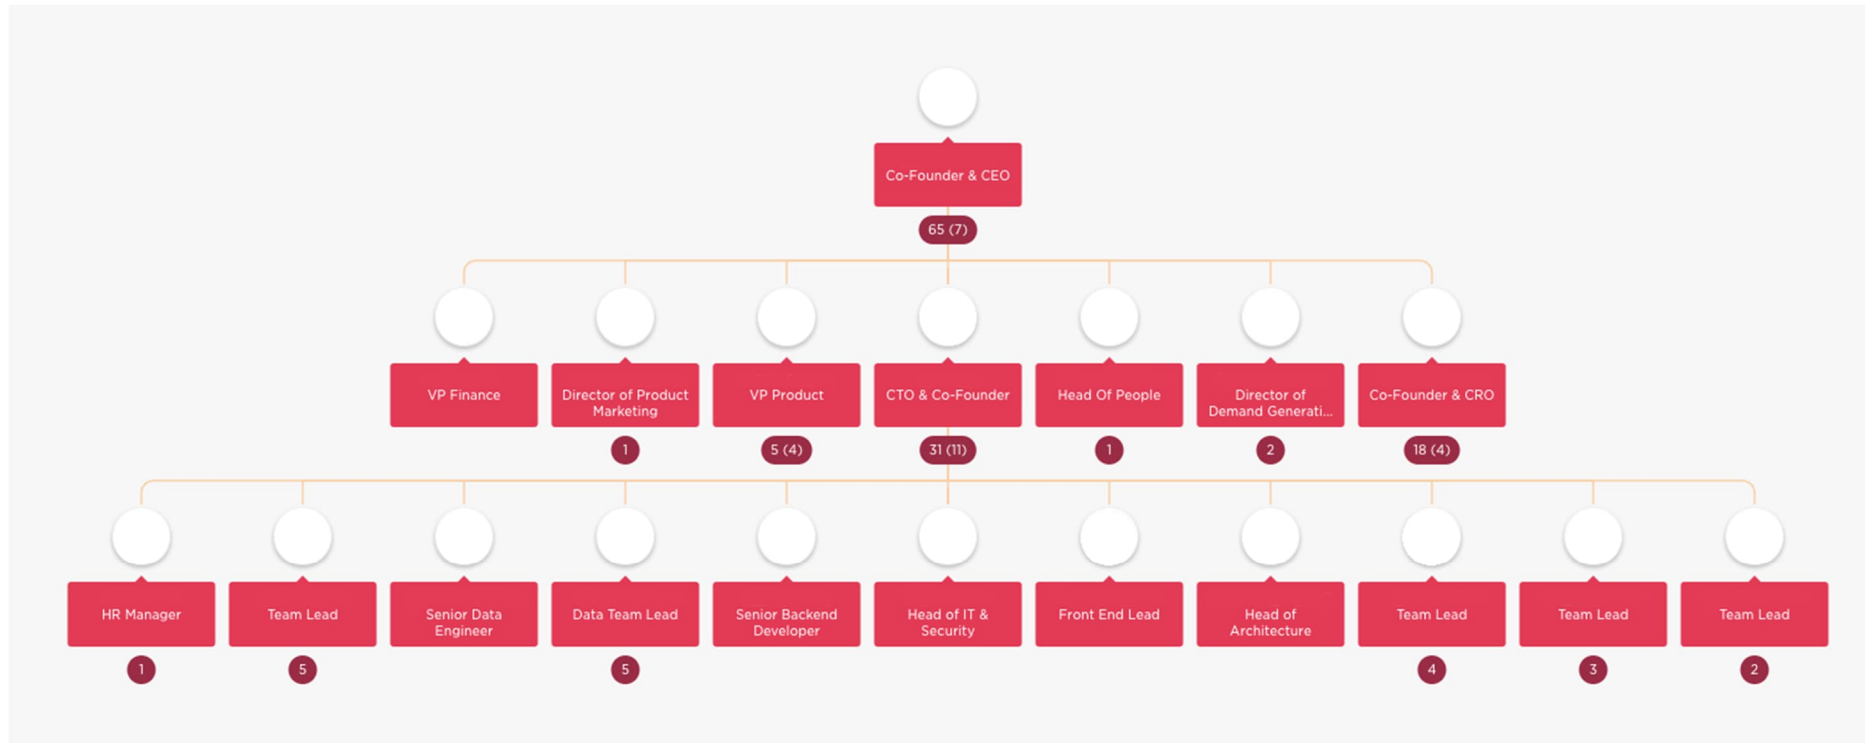 Co-Founder & CEO
65 (7)
VP Finance
Director of Product
Marketing
1
VP Product
5 (4)
CTO & Co-Founder
31 (11)
Head Of People
1
Director of
Demand Generati...
2
Co-Founder & CRO
18 (4)
HR Manager
1
Team Lead
5
Senior Data
Engineer
Data Team Lead
5
Senior Backend
Developer
Head of IT &
Security
Front End Lead
Head of
Architecture
Team Lead
4
Team Lead
3
Team Lead
2